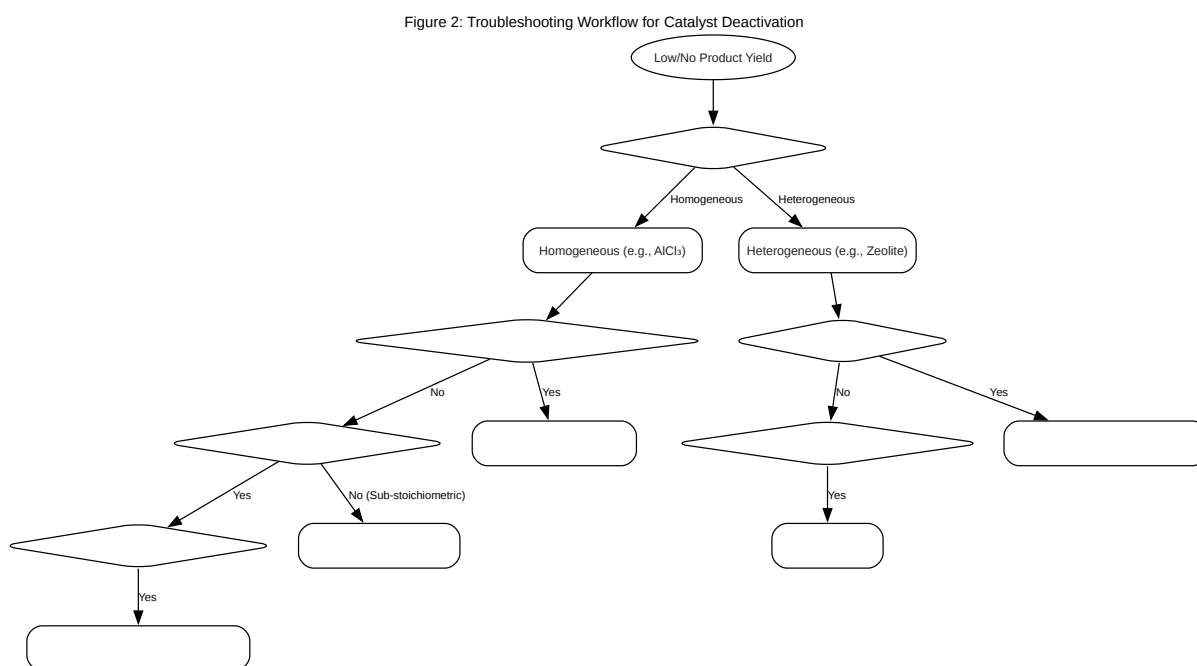 Figure 2: Troubleshooting Workflow for Catalyst Deactivation
Low/No Product Yield
Homogeneous
Heterogeneous
Homogeneous (e.g., AlCl₃)
Heterogeneous (e.g., Zeolite)
No
Yes
No
Yes
Yes
No (Sub-stoichiometric)
Yes
Yes